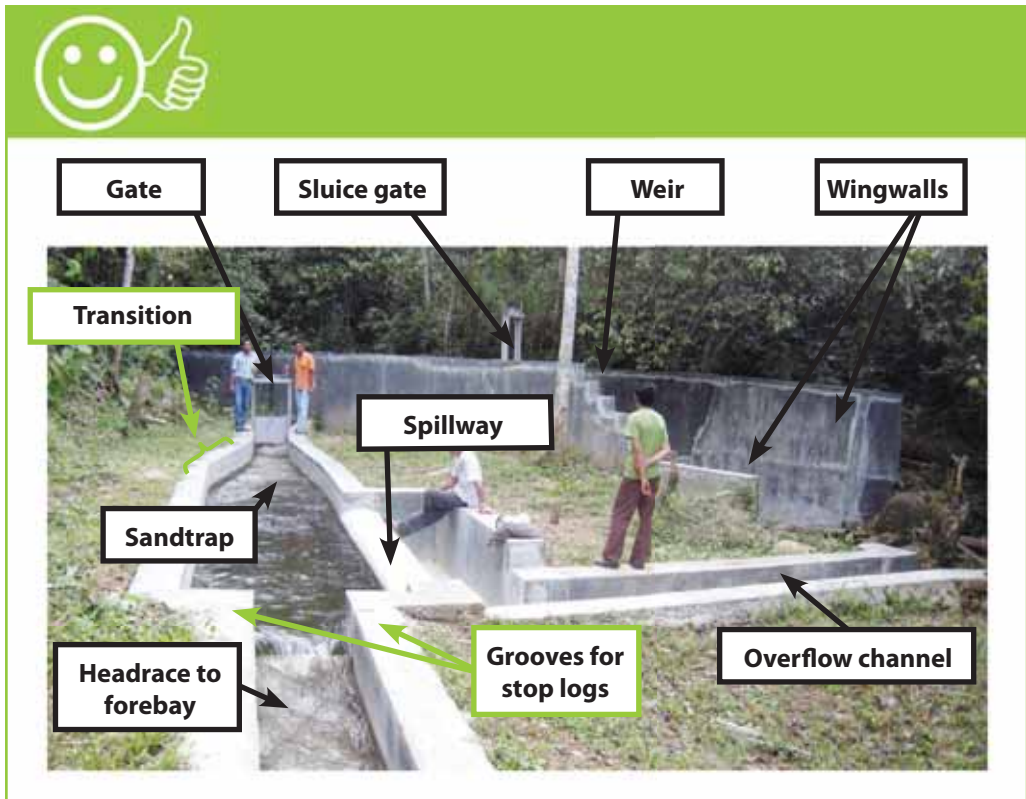 Gate
Sluice gate
Weir
Wingwalls
Transition
Spillway
Sandtrap
Headrace to
forebay
Grooves for
stop logs
Overflow channel